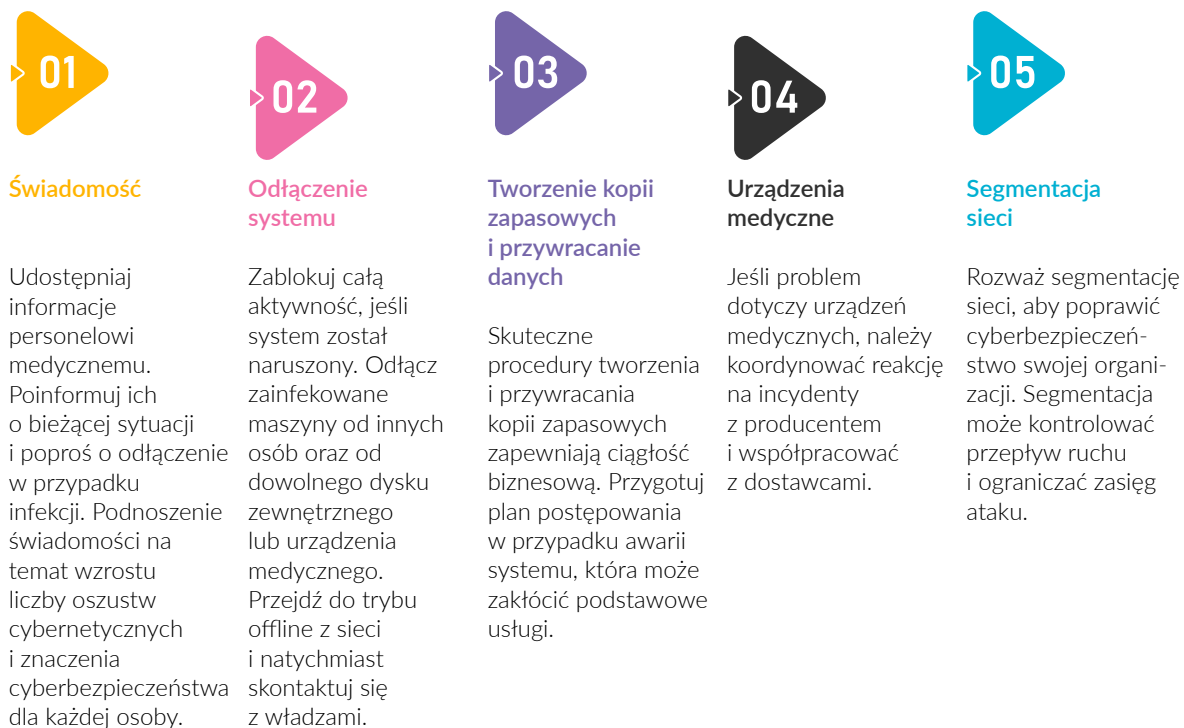 01
Świadomość
Udostępniaj
informacje
personelowi
medycznemu.
Poinformuj ich
o bieżącej sytuacji
i poproś o odłączenie
w przypadku
infekcji. Podnoszenie
świadomości na
temat wzrostu
liczby oszustw
cybernetycznych
i znaczenia
cyberbezpieczeństwa
dla każdej osoby.
02
Odłączenie
systemu
Zablokuj całą
aktywność, jeśli
system został
naruszony. Odłącz
zainfekowane
maszyny od innych
osób oraz od
dowolnego dysku
zewnętrznego
lub urządzenia
medycznego.
Przejdź do trybu
offline z sieci
i natychmiast
skontaktuj się
z władzami.
03
Tworzenie kopii
zapasowych
i przywracanie
danych
Skuteczne
procedury tworzenia
i przywracania
kopii zapasowych
zapewniają ciągłość
biznesową. Przygotuj
plan postępowania
w przypadku awarii
systemu, która może
zakłócić podstawowe
usługi.
04
Urządzenia
medyczne
Jeśli problem
dotyczy urządzeń
medycznych, należy
koordynować reakcję
na incydenty
z producentem
i współpracować
z dostawcami.
05
Segmentacja
sieci
Rozważ segmentację
sieci, aby poprawić
cyberbezpieczeń-
stwo swojej organi-
zacji. Segmentacja
może kontrolować
przepływ ruchu
i ograniczać zasięg
ataku.